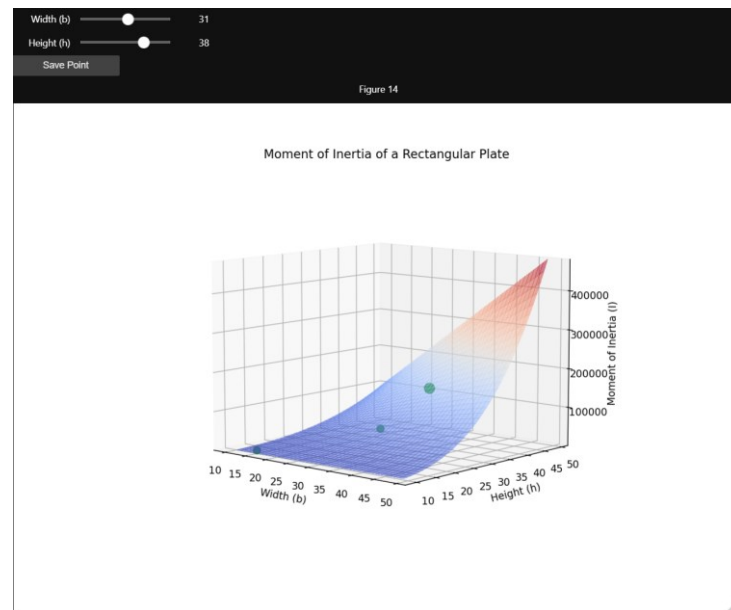 Width (b) 31
Height (h) 38
Save Point
Figure 14
Moment of Inertia of a Rectangular Plate
400000
300000
200000
100000
Moment of Inertia (I)
10 15 20 25 30 35 40 45 50
Width (b)
10 15 20 25 30 35 40 45 50
Height (h)